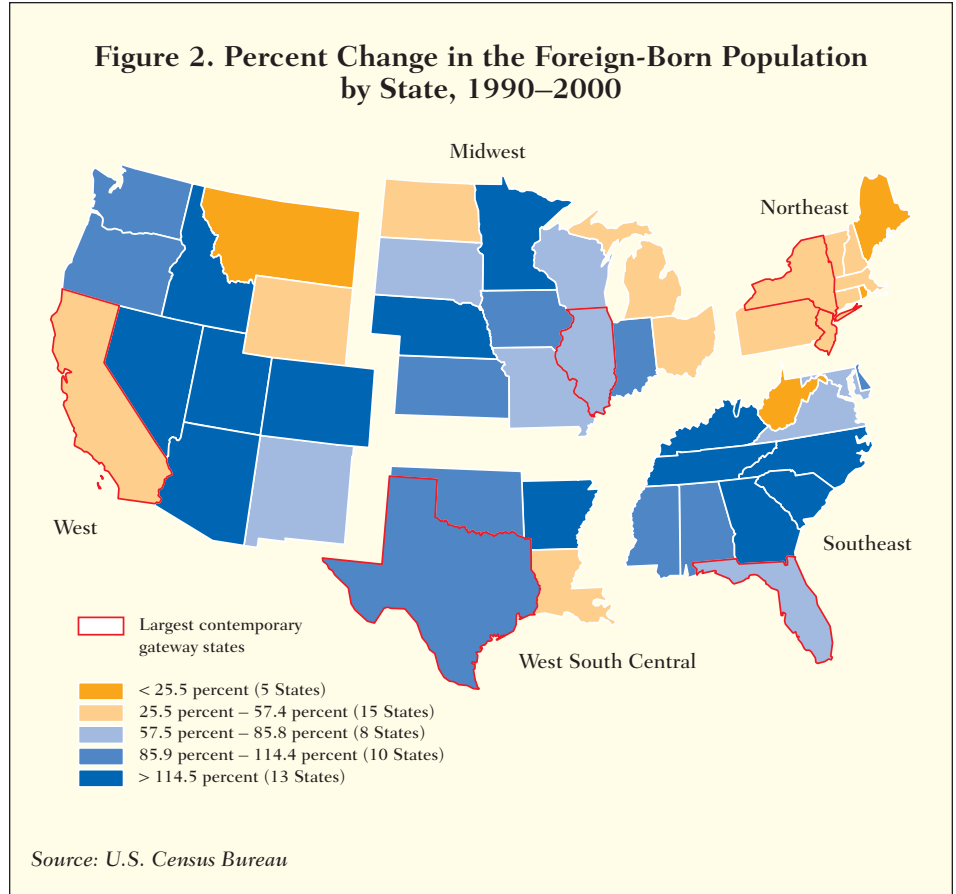 Figure 2. Percent Change in the Foreign-Born Population
by State, 1990–2000
Midwest
Northeast
West
Southeast
West South Central
Largest contemporary
gateway states
< 25.5 percent (5 States)
25.5 percent – 57.4 percent (15 States)
57.5 percent – 85.8 percent (8 States)
85.9 percent – 114.4 percent (10 States)
> 114.5 percent (13 States)
Source: U.S. Census Bureau